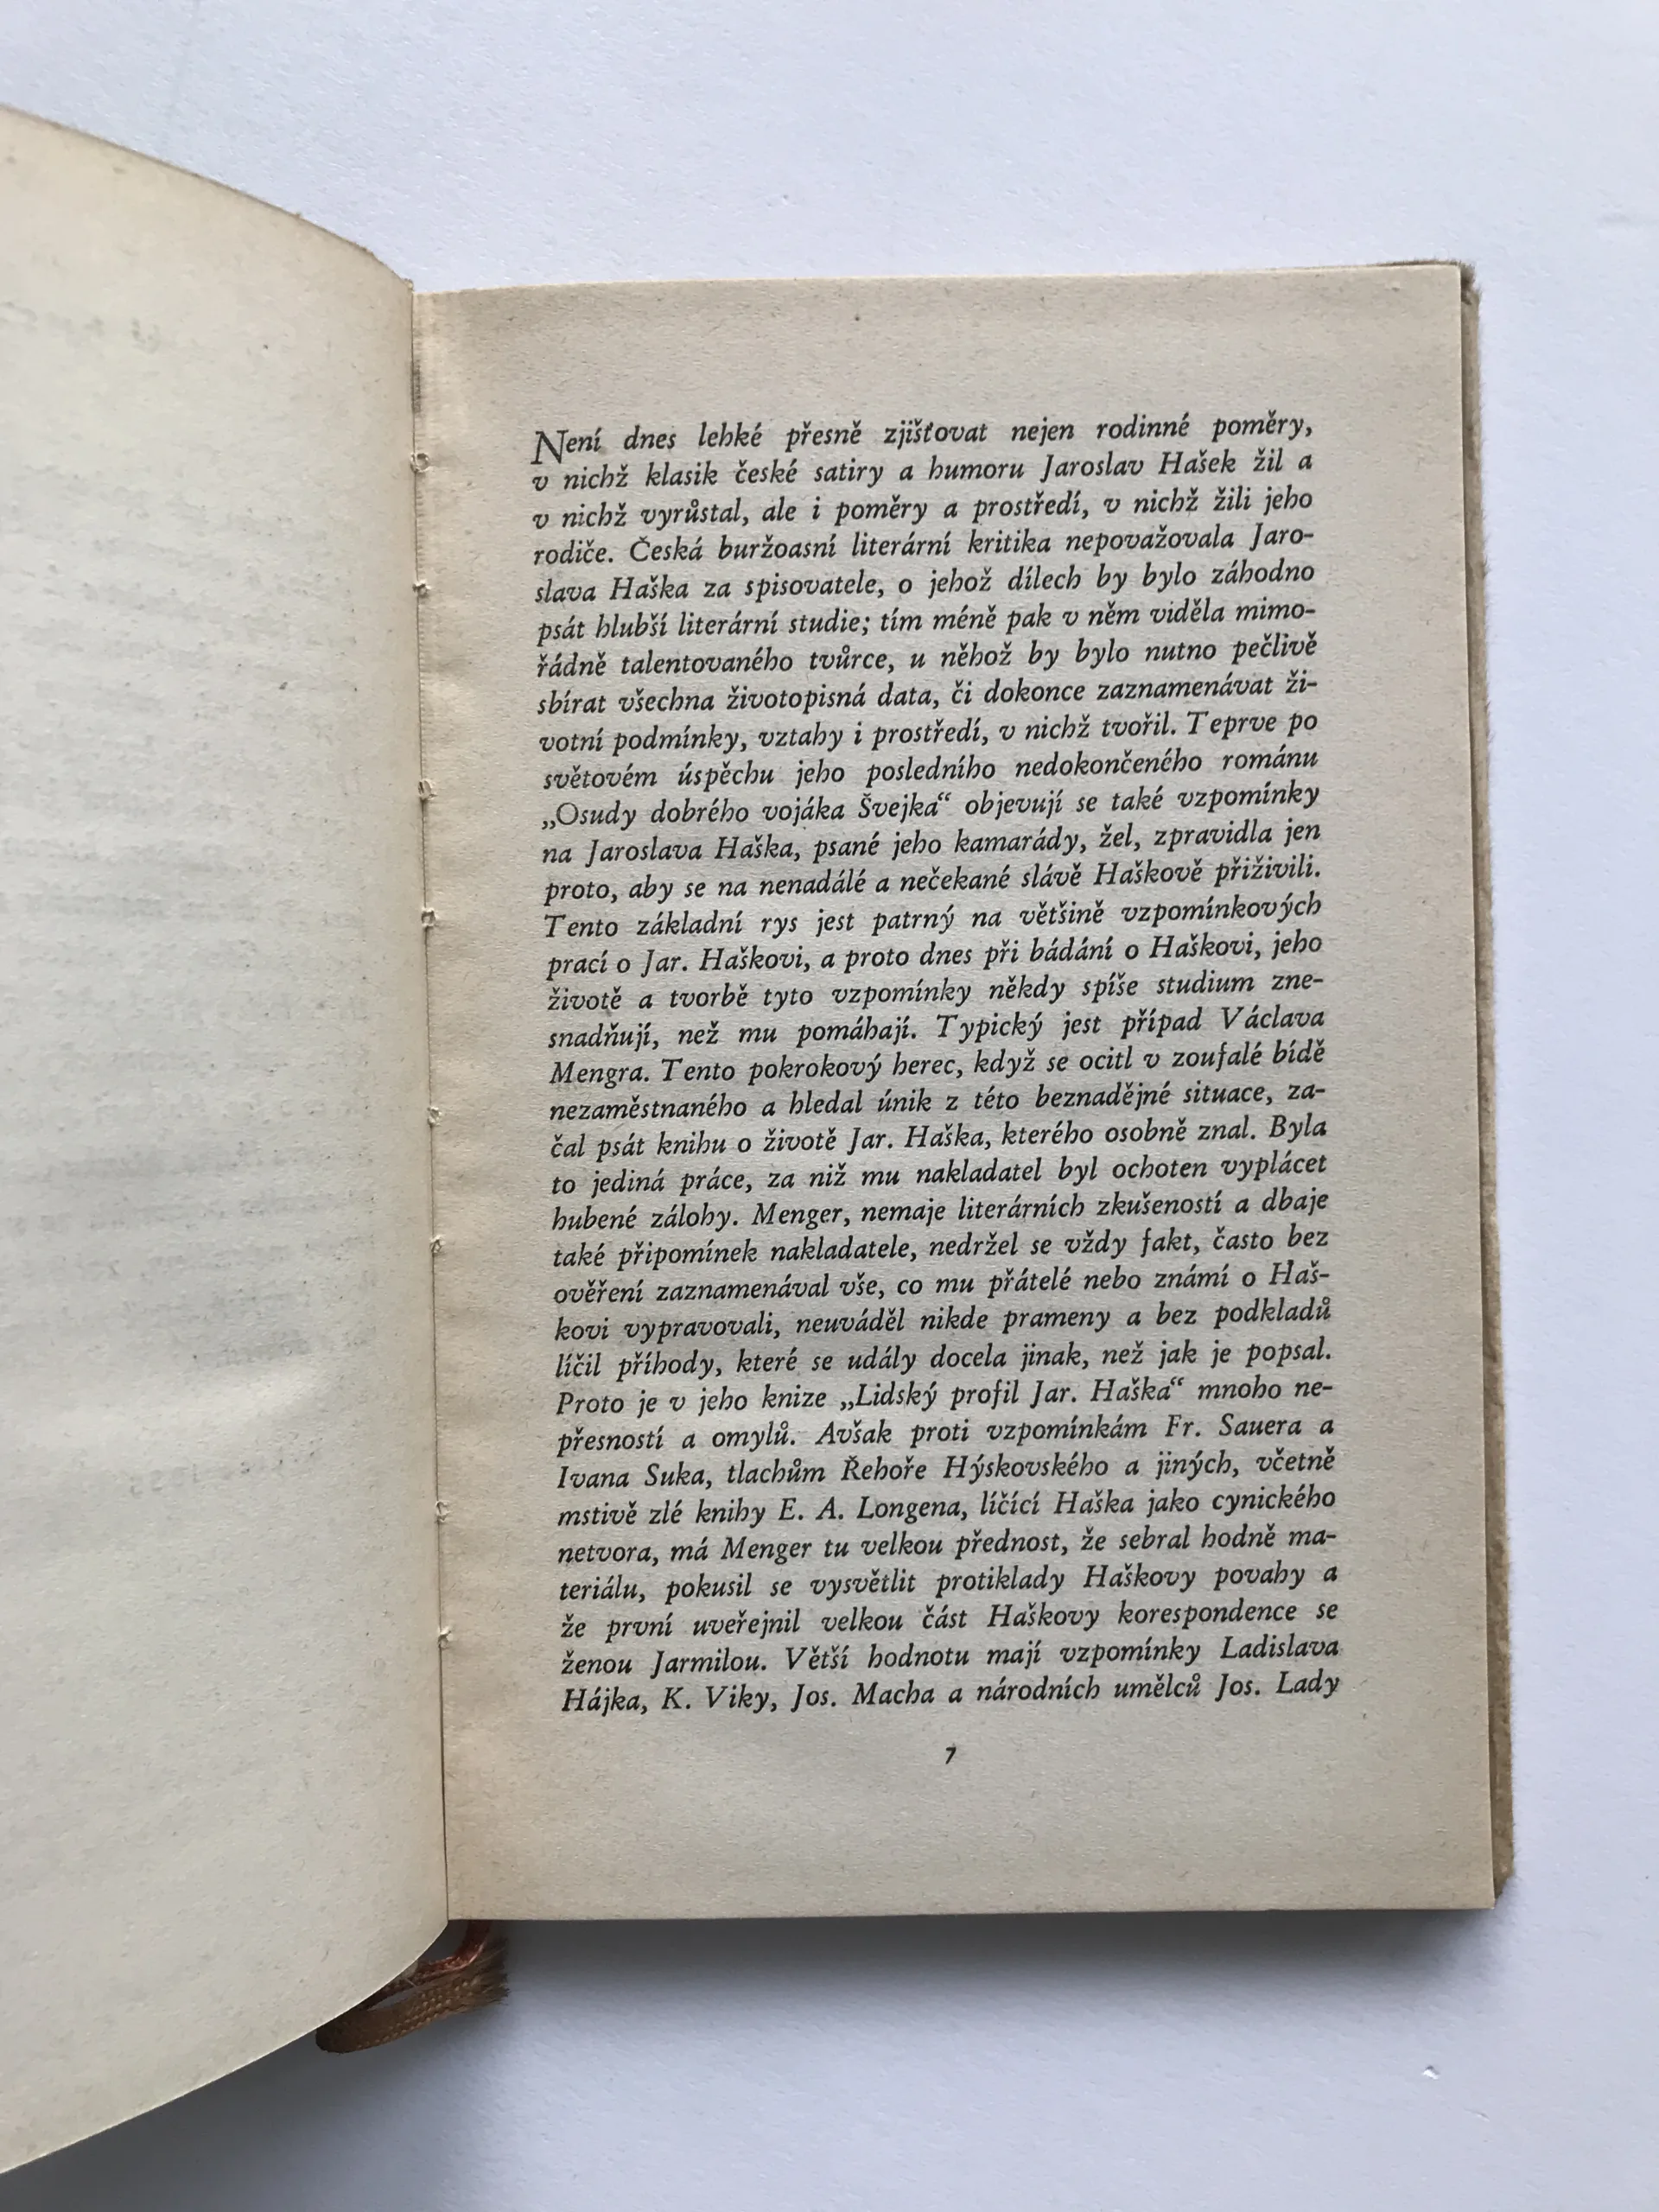 Není dnes lehké přesně zjišťovat nejen rodinné poměry,
v nichž klasik české satiry a humoru Jaroslav Hašek žil a
v nichž vyrůstal, ale i poměry a prostředí, v nichž žili jeho
rodiče. Česká buržoasní literární kritika nepovažovala Jaro-
slava Haška za spisovatele, o jehož dílech by bylo záhodno
psát hlubší literární studie; tím méně pak v něm viděla mimo-
řádně talentovaného tvůrce, u něhož by bylo nutno pečlivě
sbírat všechna životopisná data, či dokonce zaznamenávat ži-
votní podmínky, vztahy i prostředí, v nichž tvořil. Teprve po
světovém úspěchu jeho posledního nedokončeného románu
„Osudy dobrého vojáka Švejka“ objevují se také vzpomínky
na Jaroslava Haška, psané jeho kamarády, žel, zpravidla jen
proto, aby se na nenadálé a nečekané slávě Haškově přiživili.
Tento základní rys jest patrný na většině vzpomínkových
prací o Jar. Haškovi, a proto dnes při bádání o Haškovi, jeho
životě a tvorbě tyto vzpomínky někdy spíše studium zne-
snadňují, než mu pomáhají. Typický jest případ Václava
Mengra. Tento pokrokový herec, když se ocitl v zoufalé bídě
nezaměstnaného a hledal únik z této beznadějné situace, za-
čal psát knihu o životě Jar. Haška, kterého osobně znal. Byla
to jediná práce, za niž mu nakladatel byl ochoten vyplácet
hubené zálohy. Menger, nemaje literárních zkušeností a dbaje
také připomínek nakladatele, nedržel se vždy fakt, často bez
ověření zaznamenával vše, co mu přátelé nebo známí o Haš-
kovi vypravovali, neuváděl nikde prameny a bez podkladů
líčil příhody, které se udály docela jinak, než jak je popsal.
Proto je v jeho knize „Lidský profil Jar. Haška“ mnoho ne-
přesností a omylů. Avšak proti vzpomínkám Fr. Sauera a
Ivana Suka, tlachům Řehoře Hýskovského a jiných, včetně
mstivě zlé knihy E. A. Longena, líčící Haška jako cynického
netvora, má Menger tu velkou přednost, že sebral hodně ma-
teriálu, pokusil se vysvětlit protiklady Haškovy povahy a
že první uveřejnil velkou část Haškovy korespondence se
ženou Jarmilou. Větší hodnotu mají vzpomínky Ladislava
Hájka, K. Viky, Jos. Macha a národních umělců Jos. Lady
7